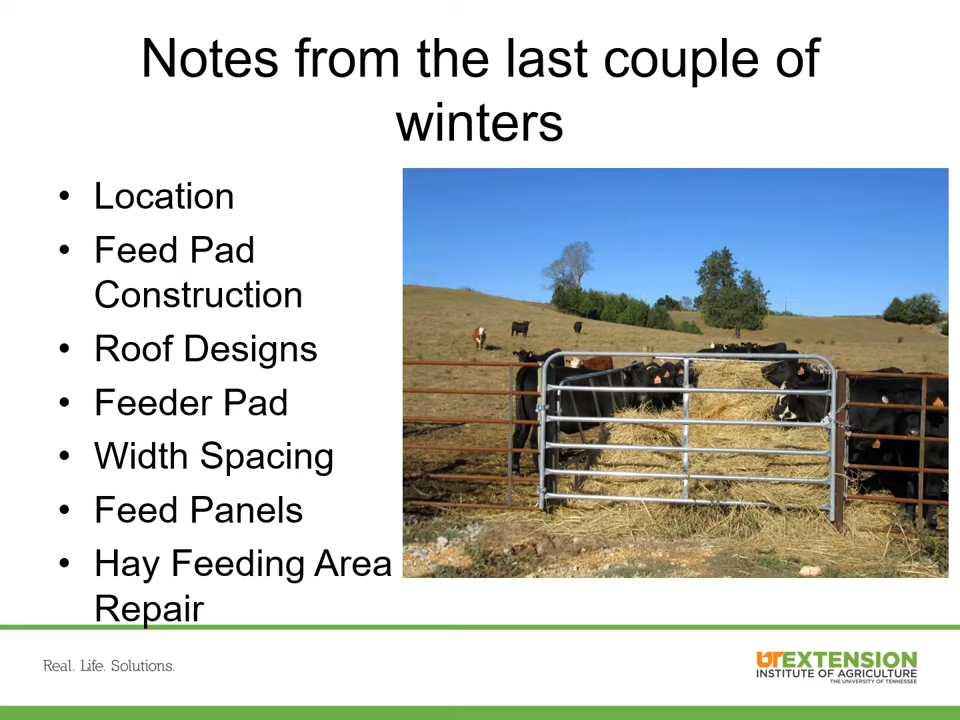 Notes from the last couple of
winters
• Location
• Feed Pad
Construction
• Roof Designs
• Feeder Pad
• Width Spacing
• Feed Panels
• Hay Feeding Area
Repair
Real. Life. Solutions.
UTEXTENSION
INSTITUTE OF AGRICULTURE
THE UNIVERSITY OF TENNESSEE